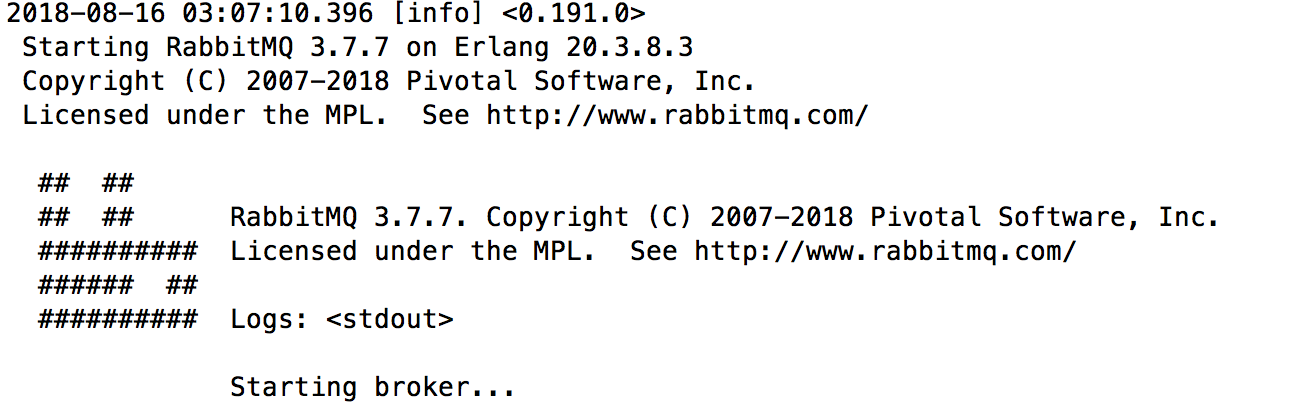 2018-08-16 03:07:10.396 [info] <0.191.0>
 Starting RabbitMQ 3.7.7 on Erlang 20.3.8.3
 Copyright (C) 2007-2018 Pivotal Software, Inc.
 Licensed under the MPL.  See http://www.rabbitmq.com/

  ##  ##
  ##  ##      RabbitMQ 3.7.7. Copyright (C) 2007-2018 Pivotal Software, Inc.
  ##########  Licensed under the MPL.  See http://www.rabbitmq.com/
  ######  ##
  ##########  Logs: <stdout>

              Starting broker...